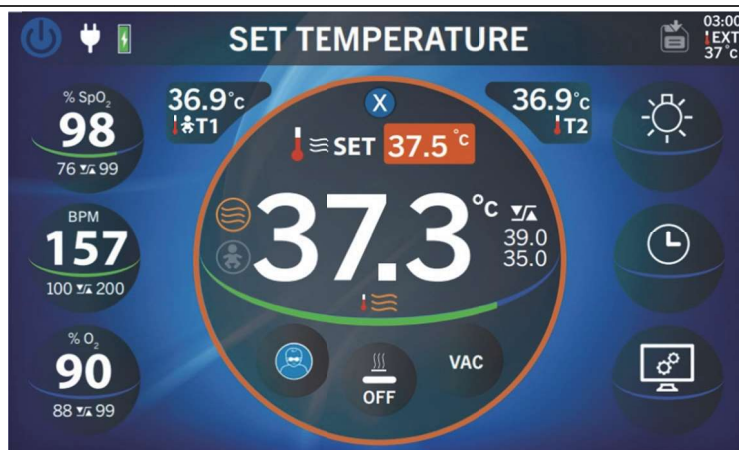 SET TEMPERATURE
03:00
EXT
37 °C
% SpO₂
98
76 99
36.9°C
T1
X
36.9°C
T2
SET 37.5 °C
BPM
157
100 200
37.3 °C
39.0
35.0
% O₂
90
88 99
OFF
VAC